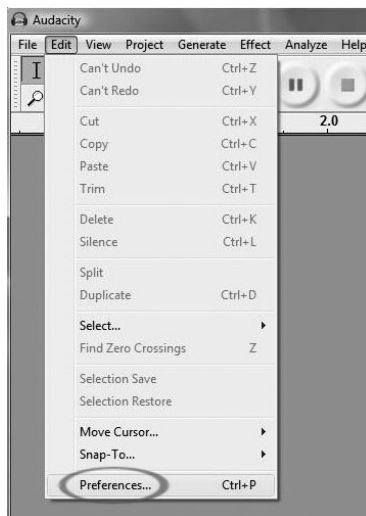 Audacity
File Edit View Project Generate Effect Analyze Help
Can't Undo Ctrl+Z
Can't Redo Ctrl+Y
2.0
Cut Ctrl+X
Copy Ctrl+C
Paste Ctrl+V
Trim Ctrl+T
Delete Ctrl+K
Silence Ctrl+L
Split
Duplicate Ctrl+D
Select...
Find Zero Crossings Z
Selection Save
Selection Restore
Move Cursor...
Snap-To...
Preferences... Ctrl+P